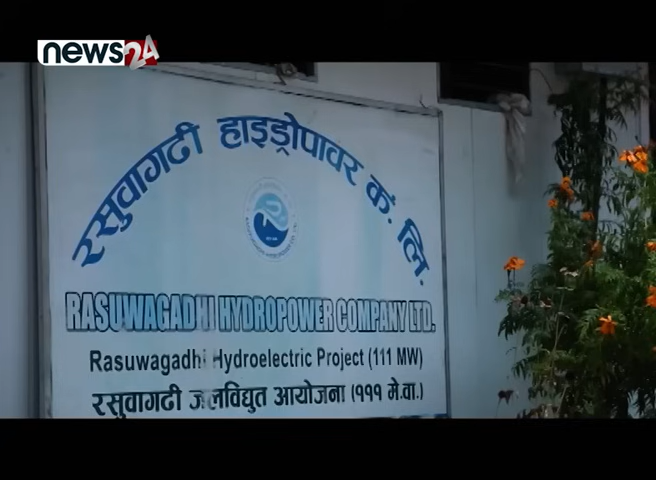 news24
रसुवागढी हाइड्रोपावर कं. लि.
RASUWAGADHI HYDROPOWER COMPANY LTD.
Rasuwagadhi Hydroelectric Project (111 MW)
रसुवागढी जलविद्युत आयोजना (१११ मे.वा.)